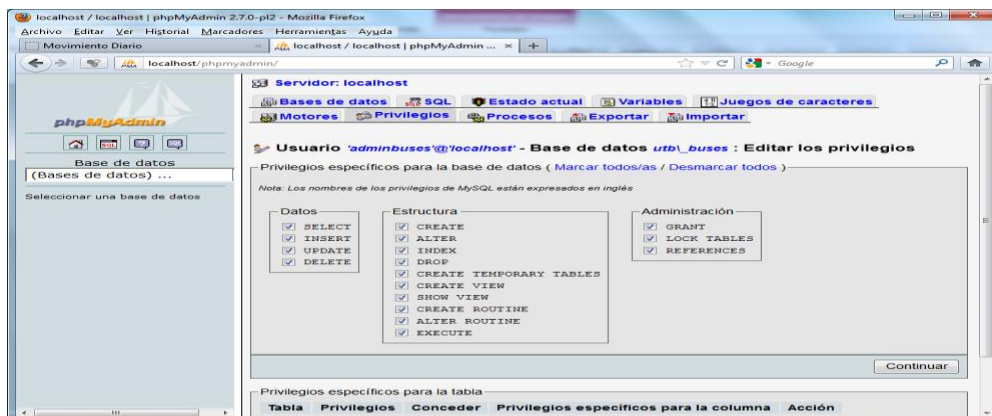 localhost / localhost | phpMyAdmin 2.7.0-pl2 - Mozilla Firefox
Archivo Editar Ver Historial Marcadores Herramientas Ayuda
Movimiento Diario
localhost / localhost | phpMyAdmin ...
localhost/phpmyadmin/
Google
phpMyAdmin
SQL
Base de datos
(Bases de datos) ...
Seleccionar una base de datos
Servidor: localhost
Bases de datos SQL Estado actual Variables Juegos de caracteres
Motores Privilegios Procesos Exportar Importar
Usuario 'adminbuses'@'localhost' - Base de datos utb\_buses : Editar los privilegios
Privilegios específicos para la base de datos ( Marcar todos/as / Desmarcar todos )
Nota: Los nombres de los privilegios de MySQL están expresados en inglés
Datos
SELECT
INSERT
UPDATE
DELETE
Estructura
CREATE
ALTER
INDEX
DROP
CREATE TEMPORARY TABLES
CREATE VIEW
SHOW VIEW
CREATE ROUTINE
ALTER ROUTINE
EXECUTE
Administración
GRANT
LOCK TABLES
REFERENCES
Continuar
Privilegios específicos para la tabla
Tabla Privilegios Conceder Privilegios específicos para la columna Acción